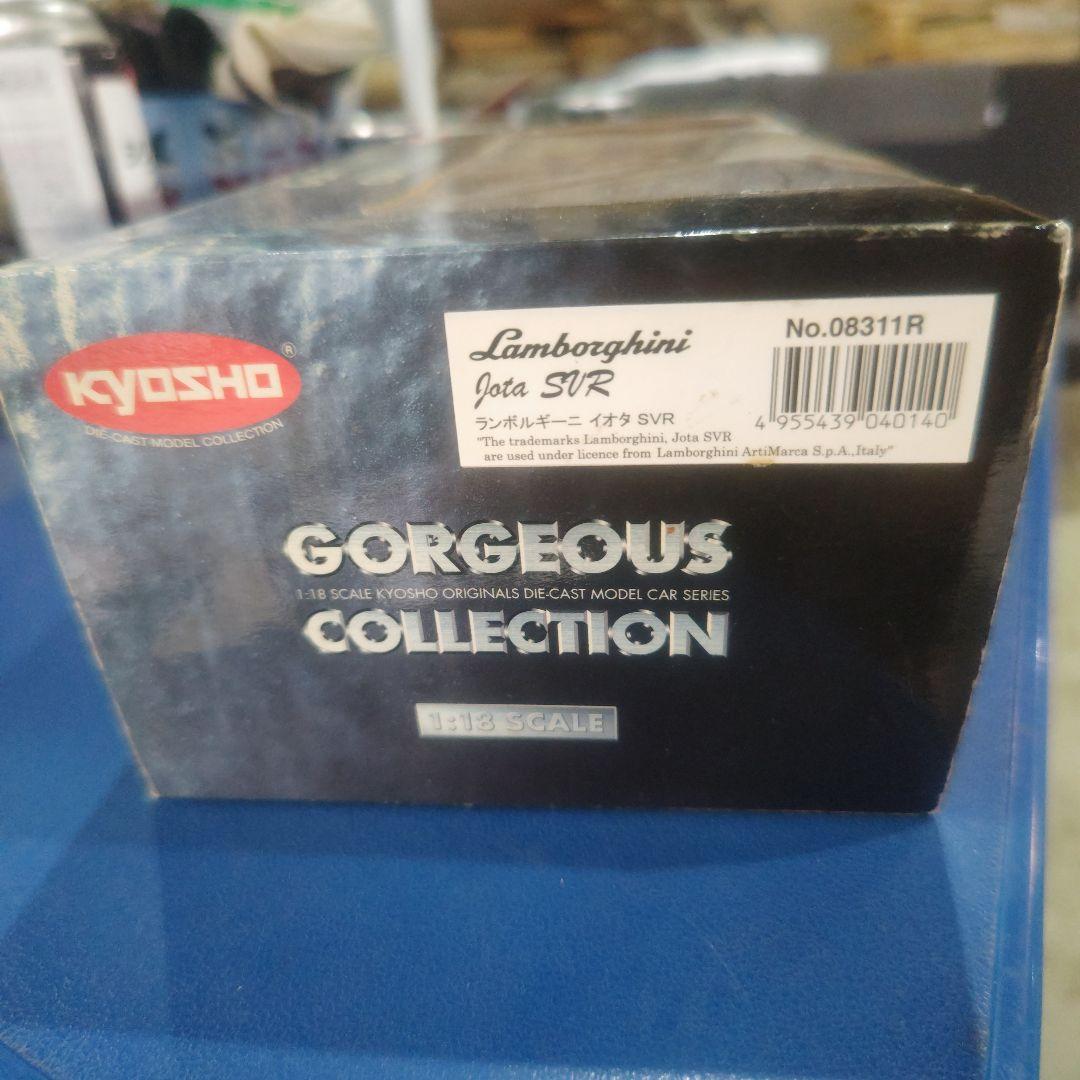 KYOSHO®
DIE-CAST MODEL COLLECTION
Lamborghini
Jota SVR
ランボルギーニ イオタ SVR
"The trademarks Lamborghini, Jota SVR
are used under licence from Lamborghini ArtiMarca S.p.A.,Italy"
No.08311R
4 955439 040140
GORGEOUS
1:18 SCALE KYOSHO ORIGINALS DIE-CAST MODEL CAR SERIES
COLLECTION
1:18 SCALE